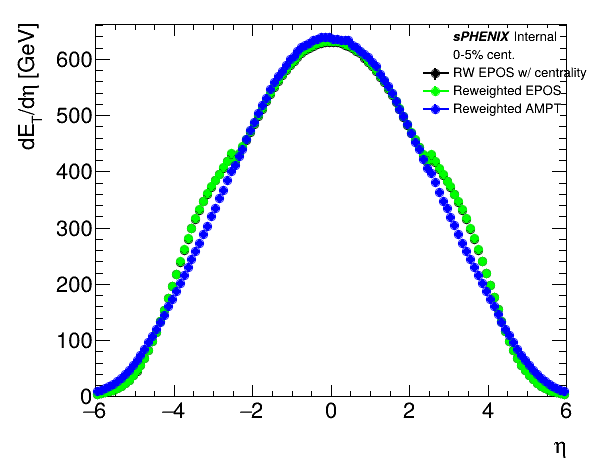 sPHENIX Internal
0-5% cent.
RW EPOS w/ centrality
Reweighted EPOS
Reweighted AMPT
dE_T/dη [GeV]
600
500
400
300
200
100
0
−6 −4 −2 0 2 4 6
η